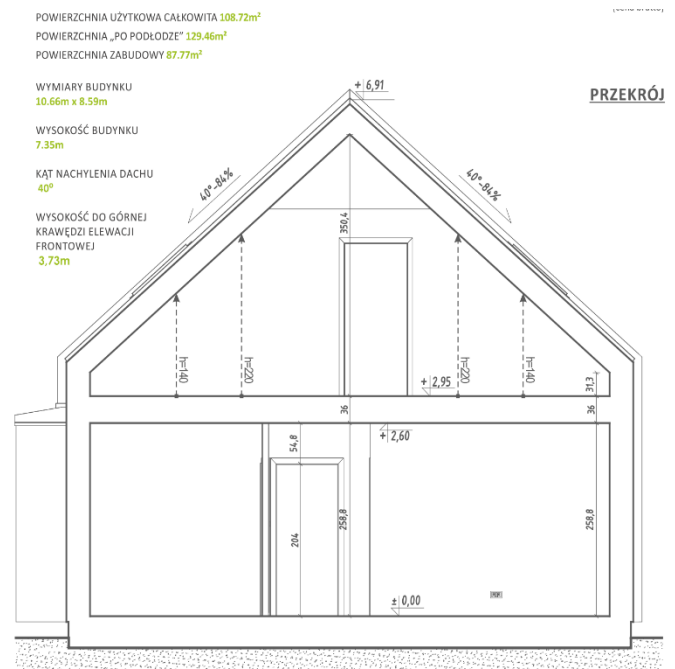 POWIERZCHNIA UŻYTKOWA CAŁKOWITA 108.72m²
POWIERZCHNIA „PO PODŁODZE" 129.46m²
POWIERZCHNIA ZABUDOWY 87.77m²
WYMIARY BUDYNKU
10.66m x 8.59m
WYSOKOŚĆ BUDYNKU
7.35m
KĄT NACHYLENIA DACHU
40⁰
WYSOKOŚĆ DO GÓRNEJ
KRAWĘDZI ELEWACJI
FRONTOWEJ
3,73m
PRZEKRÓJ
+ 6,91
40°-84%
40°-84%
350,4
h=140
h=220
h=220
h=140
+ 2,95
31,3
36
36
+ 2,60
54,8
204
258,8
258,8
± 0,00